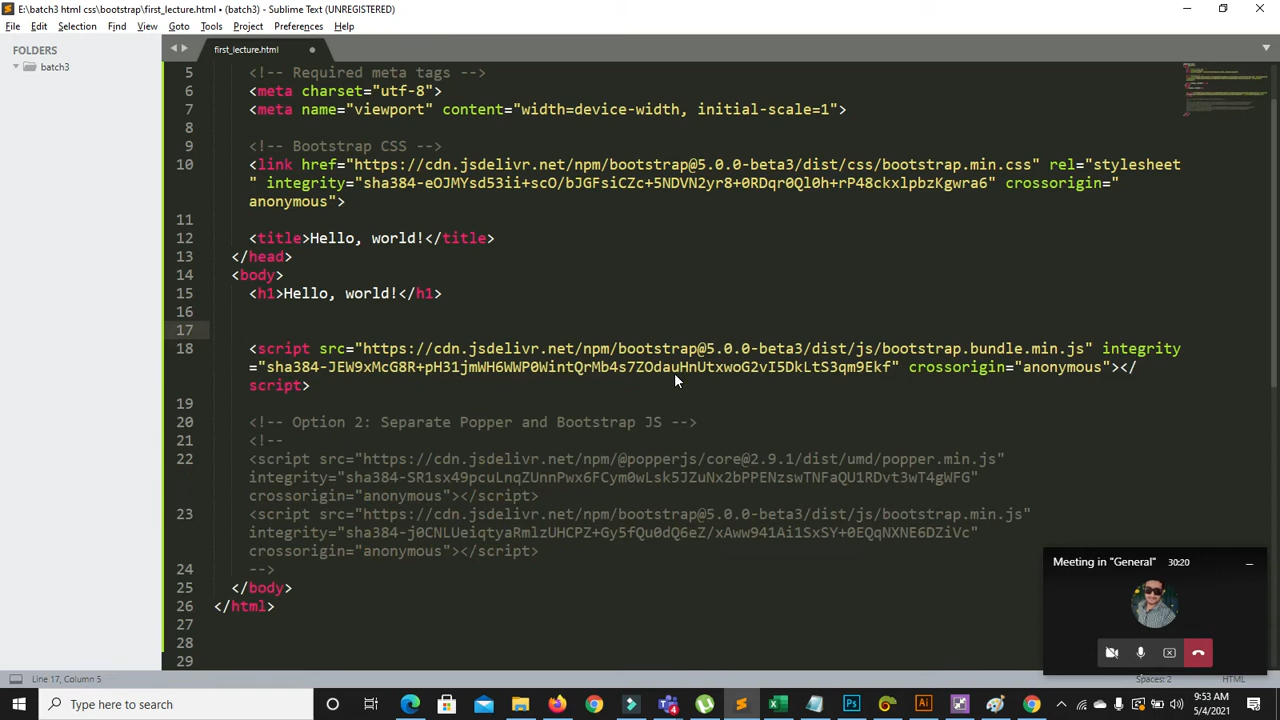 E:\batch3 html css\bootstrap\first_lecture.html • (batch3) - Sublime Text (UNREGISTERED)
File Edit Selection Find View Goto Tools Project Preferences Help
FOLDERS
batch3
first_lecture.html
5 <!-- Required meta tags -->
6 <meta charset="utf-8">
7 <meta name="viewport" content="width=device-width, initial-scale=1">
8
9 <!-- Bootstrap CSS -->
10 <link href="https://cdn.jsdelivr.net/npm/bootstrap@5.0.0-beta3/dist/css/bootstrap.min.css" rel="stylesheet
" integrity="sha384-eOJMYsd53ii+scO/bJGFsiCZc+5NDVN2yr8+0RDqr0Ql0h+rP48ckxlpbzKgwra6" crossorigin="
anonymous">
11
12 <title>Hello, world!</title>
13 </head>
14 <body>
15 <h1>Hello, world!</h1>
16
17
18 <script src="https://cdn.jsdelivr.net/npm/bootstrap@5.0.0-beta3/dist/js/bootstrap.bundle.min.js" integrity
="sha384-JEW9xMcG8R+pH31jmWH6WWP0WintQrMb4s7ZOdauHnUtxwoG2vI5DkLtS3qm9Ekf" crossorigin="anonymous"></
script>
19
20 <!-- Option 2: Separate Popper and Bootstrap JS -->
21 <!--
22 <script src="https://cdn.jsdelivr.net/npm/@popperjs/core@2.9.1/dist/umd/popper.min.js"
integrity="sha384-SR1sx49pcuLnqZUnnPwx6FCym0wLsk5JZuNx2bPPENzswTNFaQU1RDvt3wT4gWFG"
crossorigin="anonymous"></script>
23 <script src="https://cdn.jsdelivr.net/npm/bootstrap@5.0.0-beta3/dist/js/bootstrap.min.js"
integrity="sha384-j0CNLUeiqtyaRmlzUHCPZ+Gy5fQu0dQ6eZ/xAww941Ai1SxSY+0EQqNXNE6DZiVc"
crossorigin="anonymous"></script>
24 -->
25 </body>
26 </html>
27
28
29
Meeting in "General" 30:20
Line 17, Column 5
Spaces: 2
HTML
Type here to search
4
9:53 AM
5/4/2021